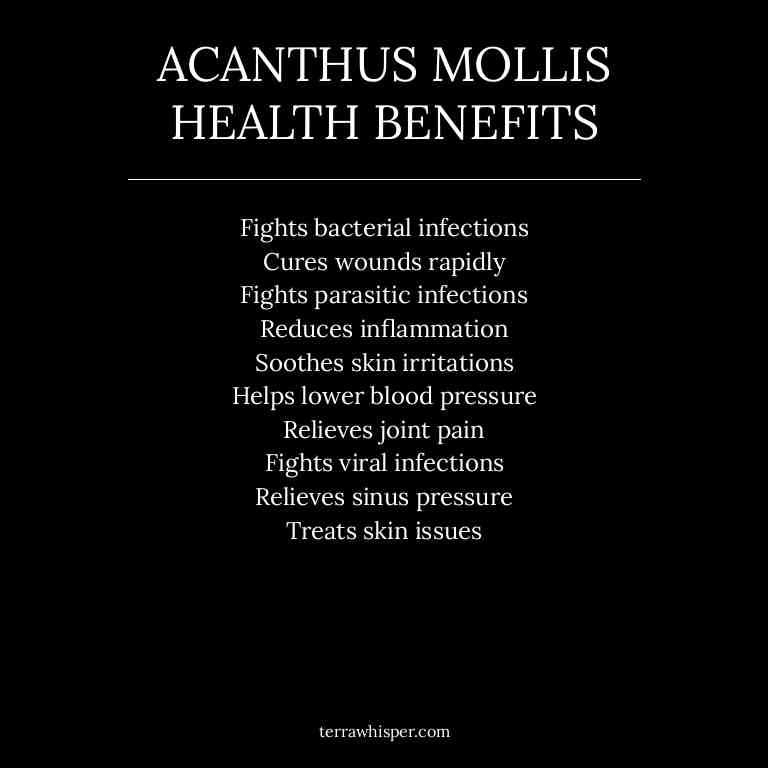 ACANTHUS MOLLIS
HEALTH BENEFITS
Fights bacterial infections
Cures wounds rapidly
Fights parasitic infections
Reduces inflammation
Soothes skin irritations
Helps lower blood pressure
Relieves joint pain
Fights viral infections
Relieves sinus pressure
Treats skin issues
terrawhisper.com